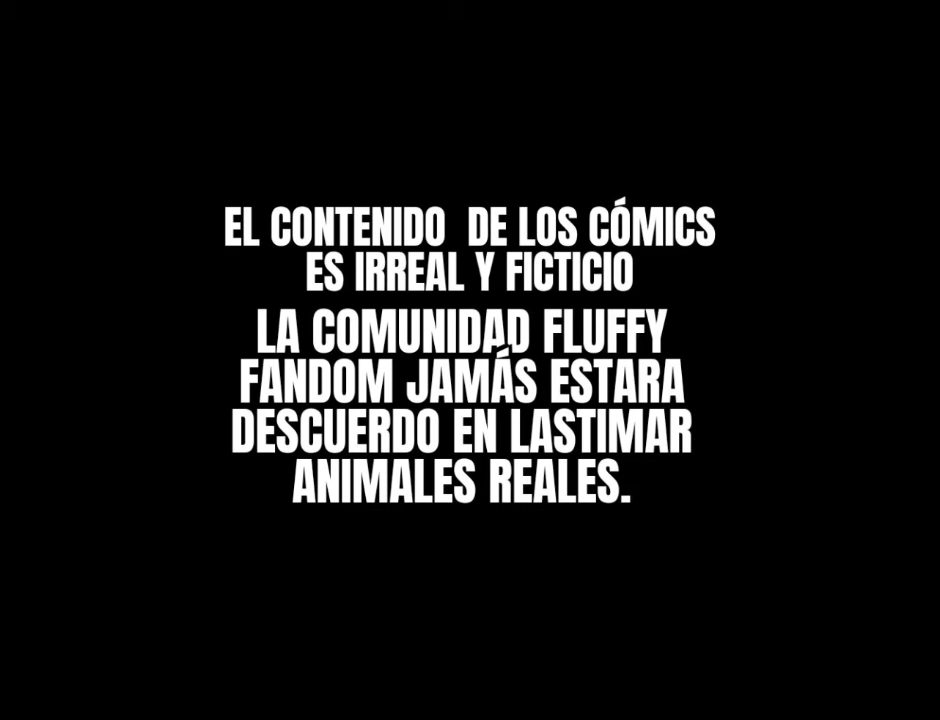 EL CONTENIDO DE LOS CÓMICS
ES IRREAL Y FICTICIO
LA COMUNIDAD FLUFFY
FANDOM JAMÁS ESTARA
DESCUERDO EN LASTIMAR
ANIMALES REALES.